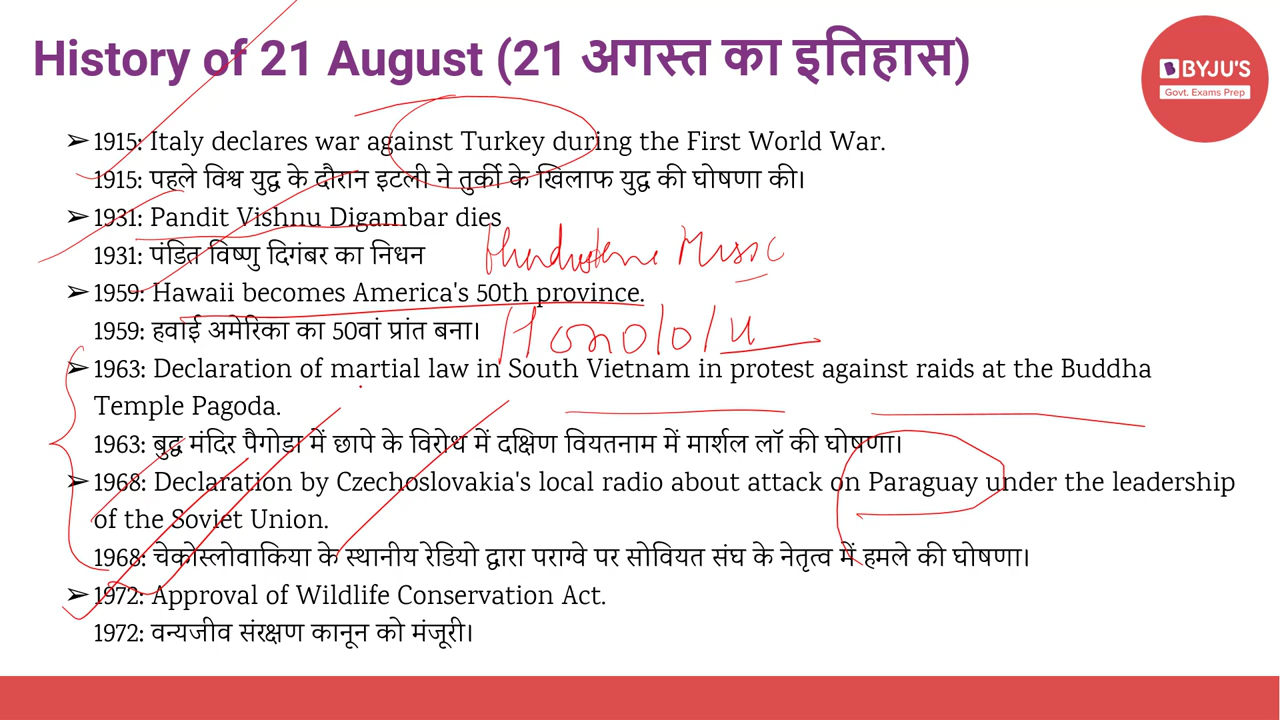 History of 21 August (21 अगस्त का इतिहास)
BYJU'S
Govt. Exams Prep
➢ 1915: Italy declares war against Turkey during the First World War.
1915: पहले विश्व युद्ध के दौरान इटली ने तुर्की के खिलाफ युद्ध की घोषणा की।
➢ 1931: Pandit Vishnu Digambar dies
1931: पंडित विष्णु दिगंबर का निधन
Hindustane Music
➢ 1959: Hawaii becomes America's 50th province.
1959: हवाई अमेरिका का 50वां प्रांत बना।
Honololu
➢ 1963: Declaration of martial law in South Vietnam in protest against raids at the Buddha
Temple Pagoda.
1963: बुद्ध मंदिर पैगोडा में छापे के विरोध में दक्षिण वियतनाम में मार्शल लॉ की घोषणा।
➢ 1968: Declaration by Czechoslovakia's local radio about attack on Paraguay under the leadership
of the Soviet Union.
1968: चेकोस्लोवाकिया के स्थानीय रेडियो द्वारा पराग्वे पर सोवियत संघ के नेतृत्व में हमले की घोषणा।
➢ 1972: Approval of Wildlife Conservation Act.
1972: वन्यजीव संरक्षण कानून को मंजूरी।